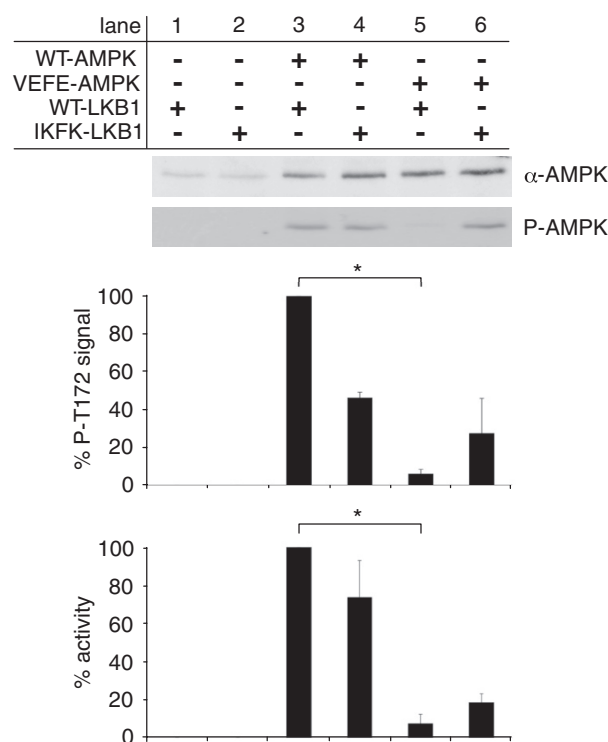 lane 1 2 3 4 5 6
WT-AMPK - - + + - -
VEFE-AMPK - - - - + +
WT-LKB1 + - + - + -
IKFK-LKB1 - + - + - +
α-AMPK
P-AMPK
*
100
80
60
40
20
0
% P-T172 signal
*
100
80
60
40
20
0
% activity